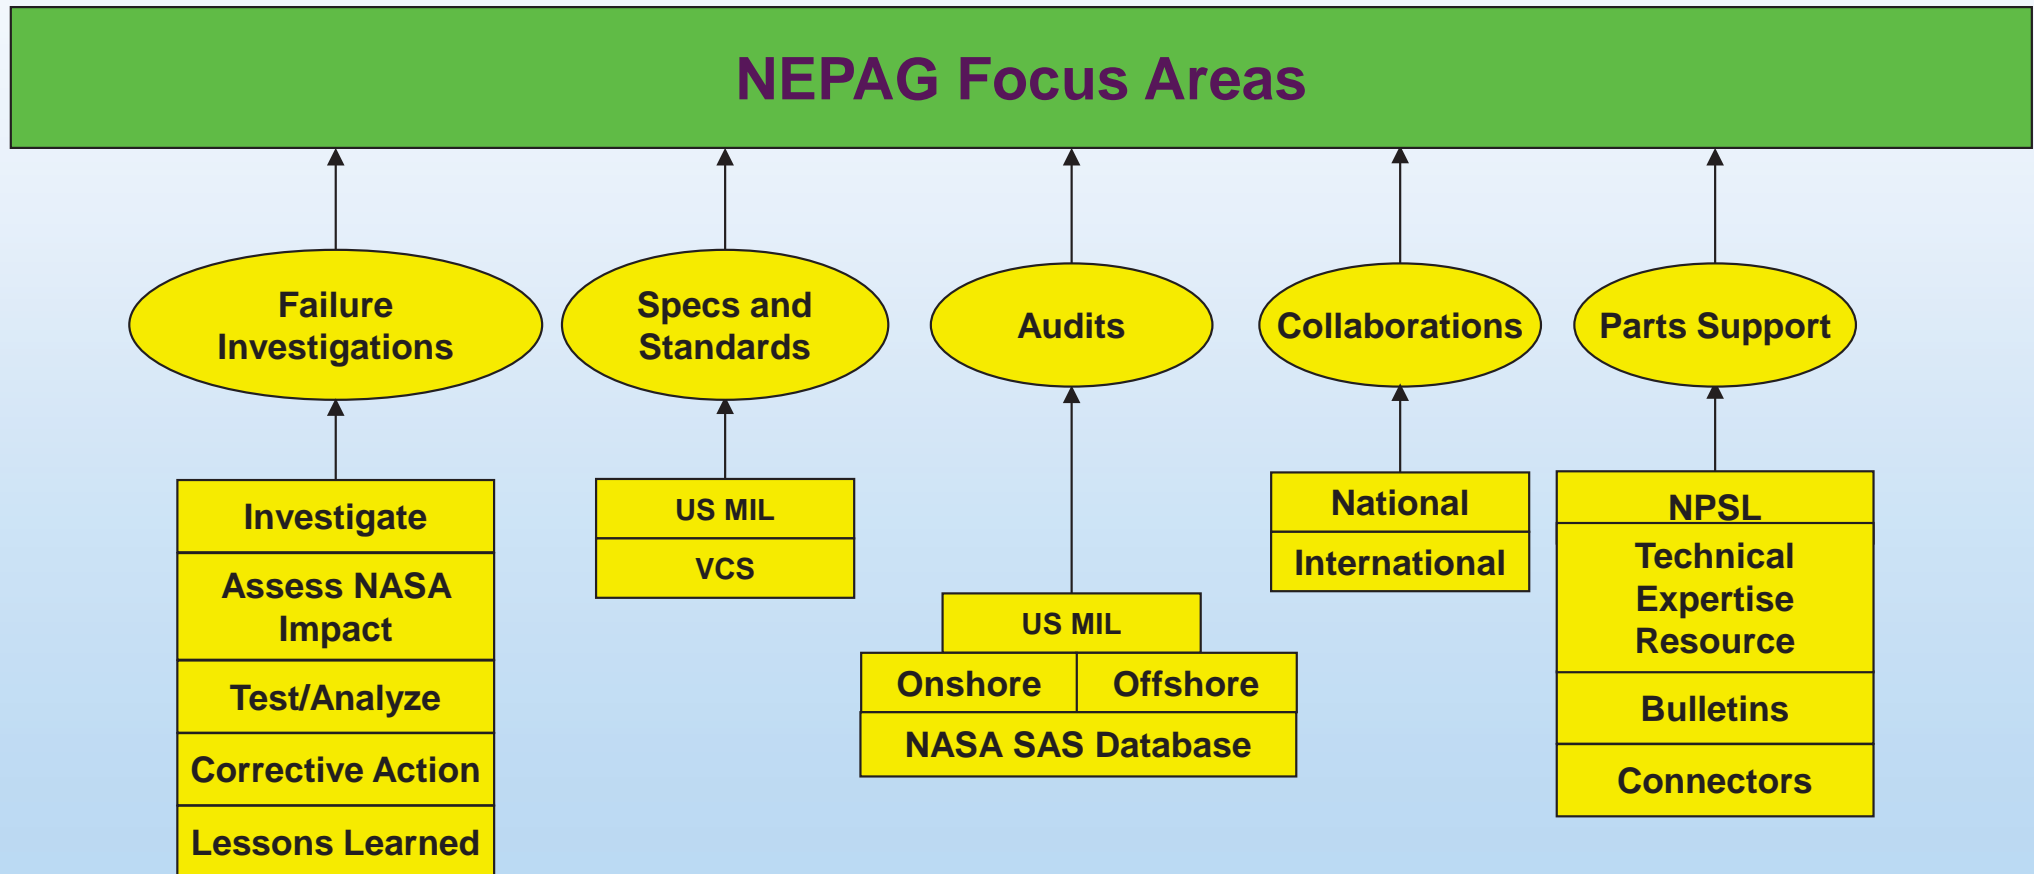 NEPAG Focus Areas
Failure
Investigations
Specs and
Standards
Audits
Collaborations
Parts Support
Investigate
Assess NASA
Impact
Test/Analyze
Corrective Action
Lessons Learned
US MIL
VCS
US MIL
Onshore
Offshore
NASA SAS Database
National
International
NPSL
Technical
Expertise
Resource
Bulletins
Connectors